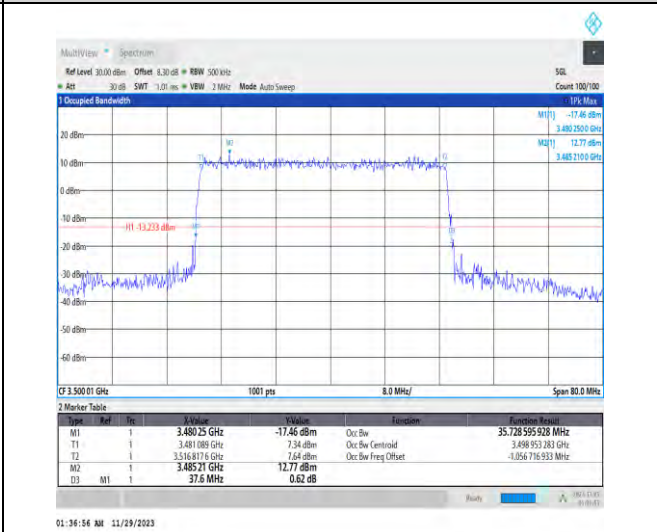 MultiView Spectrum
Ref Level 30.00 dBm Offset 8.30 dB RBW 500 kHz SGL
Att 30 dB SWT 1.01 ms VBW 2 MHz Mode Auto Sweep Count 100/100
1 Occupied Bandwidth 1Pk Max
M1[1] -17.46 dBm
3.480 2500 GHz
M2[1] 12.77 dBm
3.485 2100 GHz
20 dBm
M2
T1
T2
10 dBm
0 dBm
-10 dBm
H1 -13.233 dBm
M1
D3
-20 dBm
-30 dBm
-40 dBm
-50 dBm
-60 dBm
CF 3.500 01 GHz 1001 pts 8.0 MHz/ Span 80.0 MHz
2 Marker Table
Type Ref Trc X-Value Y-Value Function Function Result
M1 1 3.480 25 GHz -17.46 dBm Occ Bw 35.728 595 928 MHz
T1 1 3.481 089 GHz 7.34 dBm Occ Bw Centroid 3.498 953 283 GHz
T2 1 3.516 817 6 GHz 7.64 dBm Occ Bw Freq Offset -1.056 716 933 MHz
M2 1 3.485 21 GHz 12.77 dBm
D3 M1 1 37.6 MHz 0.62 dB
Ready
01:36:56 AM 11/29/2023